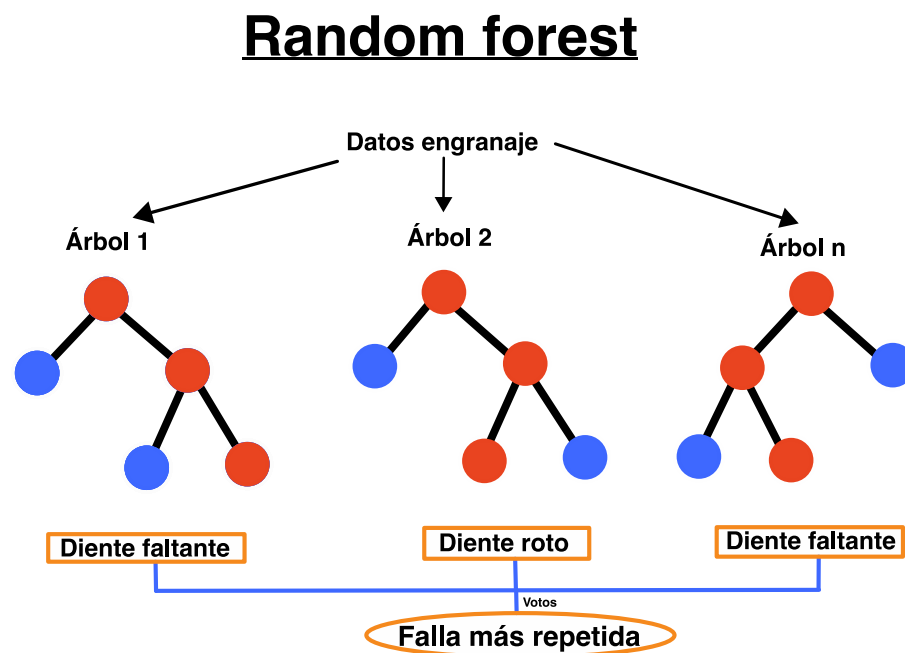 Random forest
Datos engranaje
Árbol 1
Árbol 2
Árbol n
Diente faltante
Diente roto
Diente faltante
Votos
Falla más repetida